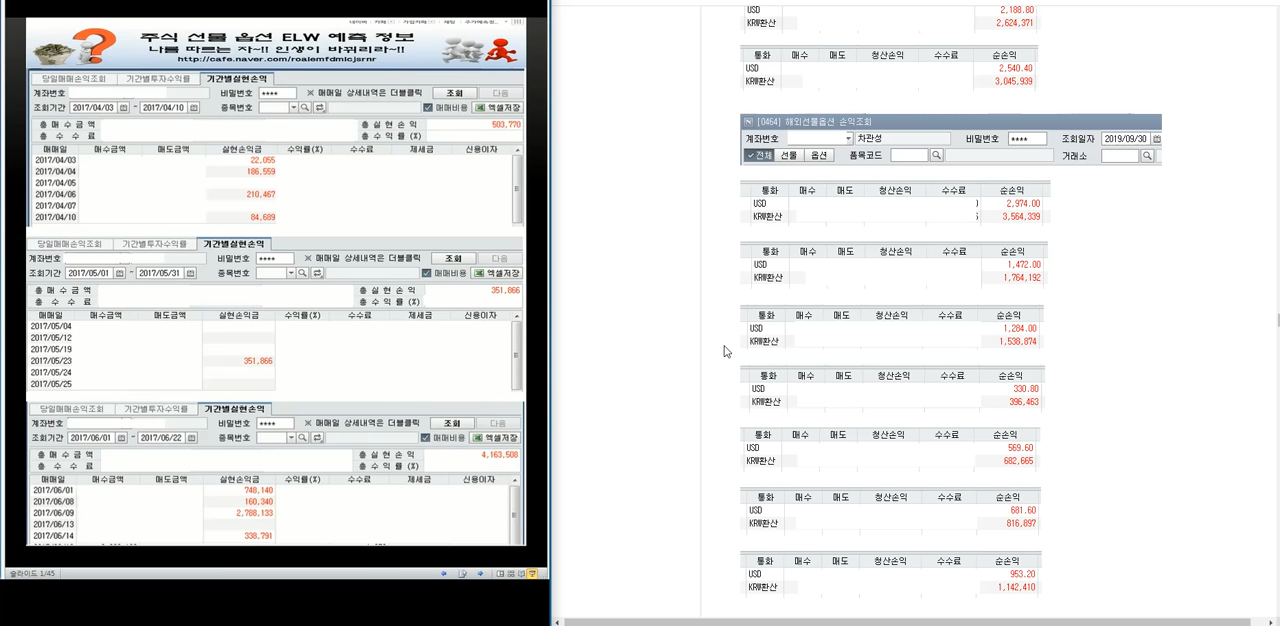 주식 선물 옵션 ELW 예측 정보
나를 따르는 자~!! 인생이 바뀌리라~!!
http://cafe.naver.com/roalemfdmlcjsrnr
당일매매손익조회 기간별투자수익률 기간별실현손익
계좌번호 비밀번호 **** ※ 매매일 상세내역은 더블클릭 조회 다음
조회기간 2017/04/03 ~ 2017/04/10 종목번호 매매비용 엑셀저장
총 매 수 금 액 총 실 현 손 익 503,770
총 수 수 료 총 수 익 률 (%)
매매일 매수금액 매도금액 실현손익금 수익률(%) 수수료 제세금 신용이자
2017/04/03 22,055
2017/04/04 186,559
2017/04/05
2017/04/06 210,467
2017/04/07
2017/04/10 84,689
당일매매손익조회 기간별투자수익률 기간별실현손익
계좌번호 비밀번호 **** ※ 매매일 상세내역은 더블클릭 조회 다음
조회기간 2017/05/01 ~ 2017/05/31 종목번호 매매비용 엑셀저장
총 매 수 금 액 총 실 현 손 익 351,866
총 수 수 료 총 수 익 률 (%)
매매일 매수금액 매도금액 실현손익금 수익률(%) 수수료 제세금 신용이자
2017/05/04
2017/05/12
2017/05/19
2017/05/23 351,866
2017/05/24
2017/05/25
당일매매손익조회 기간별투자수익률 기간별실현손익
계좌번호 비밀번호 **** ※ 매매일 상세내역은 더블클릭 조회 다음
조회기간 2017/06/01 ~ 2017/06/22 종목번호 매매비용 엑셀저장
총 매 수 금 액 총 실 현 손 익 4,163,508
총 수 수 료 총 수 익 률 (%)
매매일 매수금액 매도금액 실현손익금 수익률(%) 수수료 제세금 신용이자
2017/06/01 748,140
2017/06/08 160,340
2017/06/09 2,788,133
2017/06/13
2017/06/14 338,791
슬라이드 1/45
USD 2,188.80
KRW환산 2,624,371
통화 매수 매도 청산손익 수수료 순손익
USD 2,540.40
KRW환산 3,045,939
[0464] 해외선물옵션 손익조회
계좌번호 차관성 비밀번호 **** 조회일자 2019/09/30
전체 선물 옵션 품목코드 거래소
통화 매수 매도 청산손익 수수료 순손익
USD 2,974.00
KRW환산 3,564,339
통화 매수 매도 청산손익 수수료 순손익
USD 1,472.00
KRW환산 1,764,192
통화 매수 매도 청산손익 수수료 순손익
USD 1,284.00
KRW환산 1,538,874
통화 매수 매도 청산손익 수수료 순손익
USD 330.80
KRW환산 396,463
통화 매수 매도 청산손익 수수료 순손익
USD 569.60
KRW환산 682,665
통화 매수 매도 청산손익 수수료 순손익
USD 681.60
KRW환산 816,897
통화 매수 매도 청산손익 수수료 순손익
USD 953.20
KRW환산 1,142,410